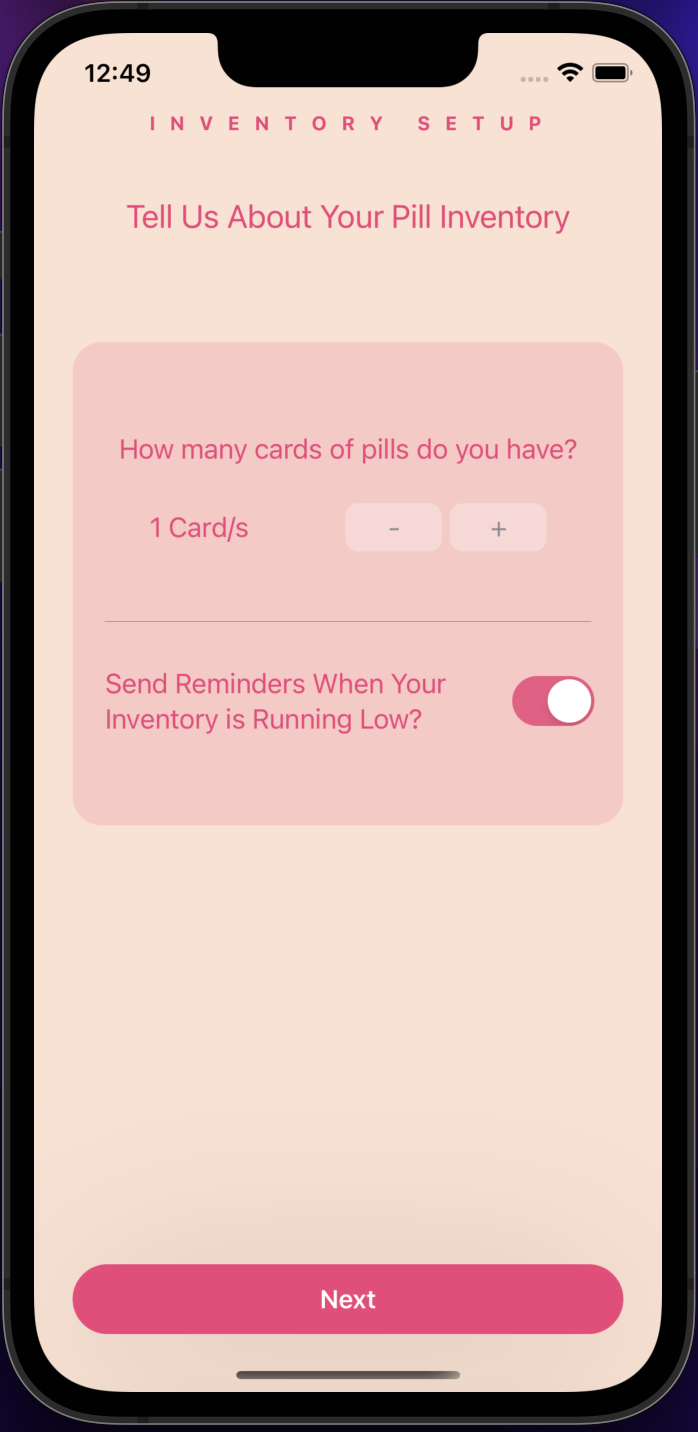 12:49
INVENTORY SETUP
Tell Us About Your Pill Inventory
How many cards of pills do you have?
1 Card/s - +
Send Reminders When Your
Inventory is Running Low?
Next